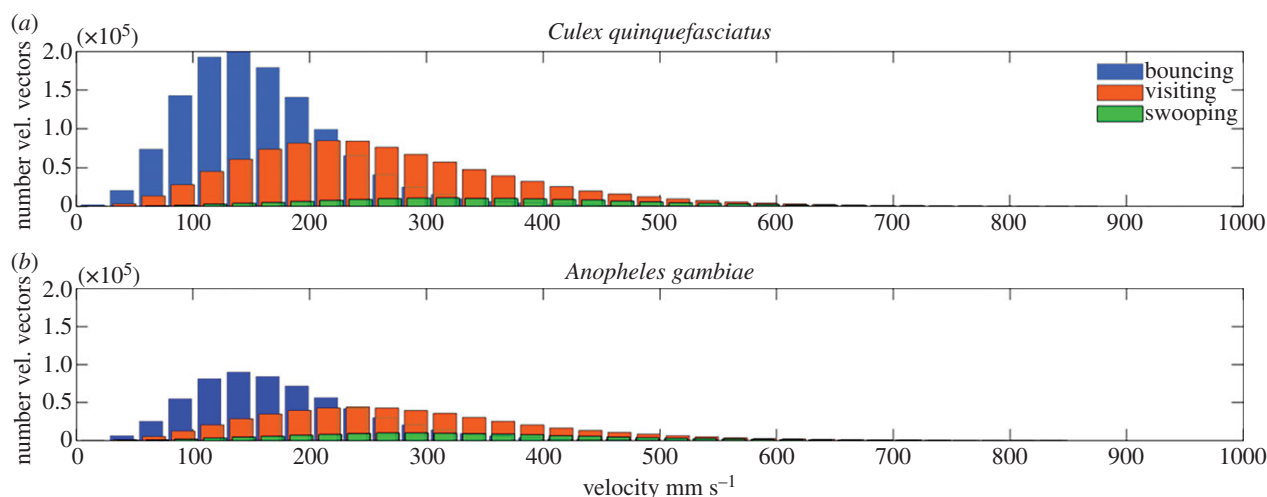 (a)
(×10⁵)
Culex quinquefasciatus
number vel. vectors
2.0
1.5
1.0
0.5
0
bouncing
visiting
swooping
0 100 200 300 400 500 600 700 800 900 1000
(b)
(×10⁵)
Anopheles gambiae
number vel. vectors
2.0
1.5
1.0
0.5
0
0 100 200 300 400 500 600 700 800 900 1000
velocity mm s⁻¹